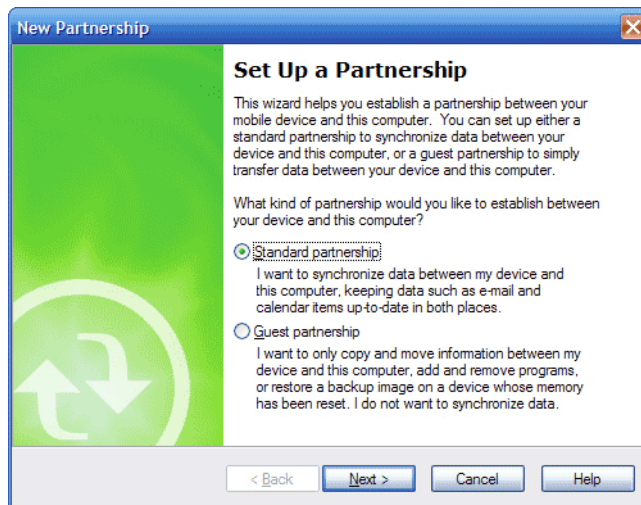 New Partnership
Set Up a Partnership
This wizard helps you establish a partnership between your
mobile device and this computer. You can set up either a
standard partnership to synchronize data between your
device and this computer, or a guest partnership to simply
transfer data between your device and this computer.
What kind of partnership would you like to establish between
your device and this computer?
Standard partnership
I want to synchronize data between my device and
this computer, keeping data such as e-mail and
calendar items up-to-date in both places.
Guest partnership
I want to only copy and move information between my
device and this computer, add and remove programs,
or restore a backup image on a device whose memory
has been reset. I do not want to synchronize data.
< Back Next > Cancel Help